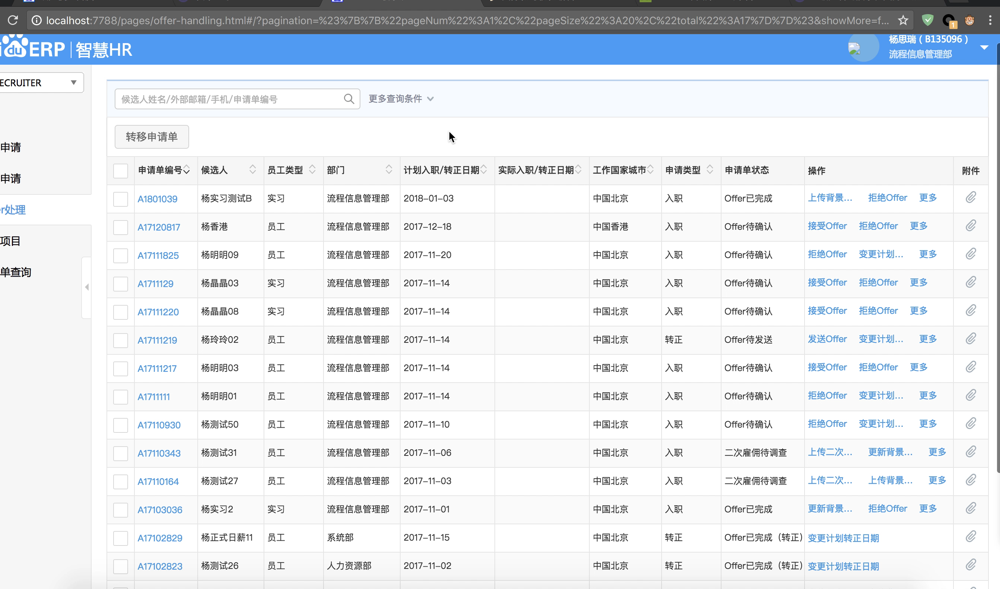 localhost:7788/pages/offer-handling.html#/?pagination=%23%7B%7B%22pageNum%22%3A1%2C%22pageSize%22%3A20%2C%22total%22%3A17%7D%7D%23&showMore=f...
1
du ERP 智慧HR
杨思瑞 ( B135096 )
流程信息管理部
ECRUITER
候选人姓名/外部邮箱/手机/申请单编号
更多查询条件
转移申请单
申请
申请
r处理
项目
单查询
申请单编号 候选人 员工类型 部门 计划入职/转正日期 实际入职/转正日期 工作国家城市 申请类型 申请单状态 操作 附件
A1801039 杨实习测试B 实习 流程信息管理部 2018-01-03 中国北京 入职 Offer已完成 上传背景... 拒绝Offer 更多
A17120817 杨香港 员工 流程信息管理部 2017-12-18 中国香港 入职 Offer待确认 接受Offer 拒绝Offer 更多
A17111825 杨明明09 员工 流程信息管理部 2017-11-20 中国北京 入职 Offer待确认 拒绝Offer 变更计划... 更多
A1711129 杨晶晶03 实习 流程信息管理部 2017-11-14 中国北京 入职 Offer待确认 接受Offer 拒绝Offer 更多
A17111220 杨晶晶08 实习 流程信息管理部 2017-11-14 中国北京 入职 Offer待确认 接受Offer 拒绝Offer 更多
A17111219 杨玲玲02 员工 流程信息管理部 2017-11-14 中国北京 转正 Offer待发送 发送Offer 变更计划... 更多
A17111217 杨明明03 员工 流程信息管理部 2017-11-14 中国北京 入职 Offer待确认 接受Offer 拒绝Offer 更多
A1711111 杨明明01 员工 流程信息管理部 2017-11-14 中国北京 入职 Offer待确认 拒绝Offer 变更计划... 更多
A17110930 杨测试50 员工 流程信息管理部 2017-11-10 中国北京 入职 Offer待确认 拒绝Offer 变更计划... 更多
A17110343 杨测试31 员工 流程信息管理部 2017-11-06 中国北京 入职 二次雇佣待调查 上传二次... 更新背景... 更多
A17110164 杨测试27 员工 流程信息管理部 2017-11-03 中国北京 入职 二次雇佣待调查 上传二次... 上传背景... 更多
A17103036 杨实习2 实习 流程信息管理部 2017-11-01 中国北京 入职 Offer已完成 更新背景... 拒绝Offer 更多
A17102829 杨正式日薪11 员工 系统部 2017-11-15 中国北京 转正 Offer已完成（转正） 变更计划转正日期
A17102823 杨测试26 员工 人力资源部 2017-11-02 中国北京 转正 Offer已完成（转正） 变更计划转正日期